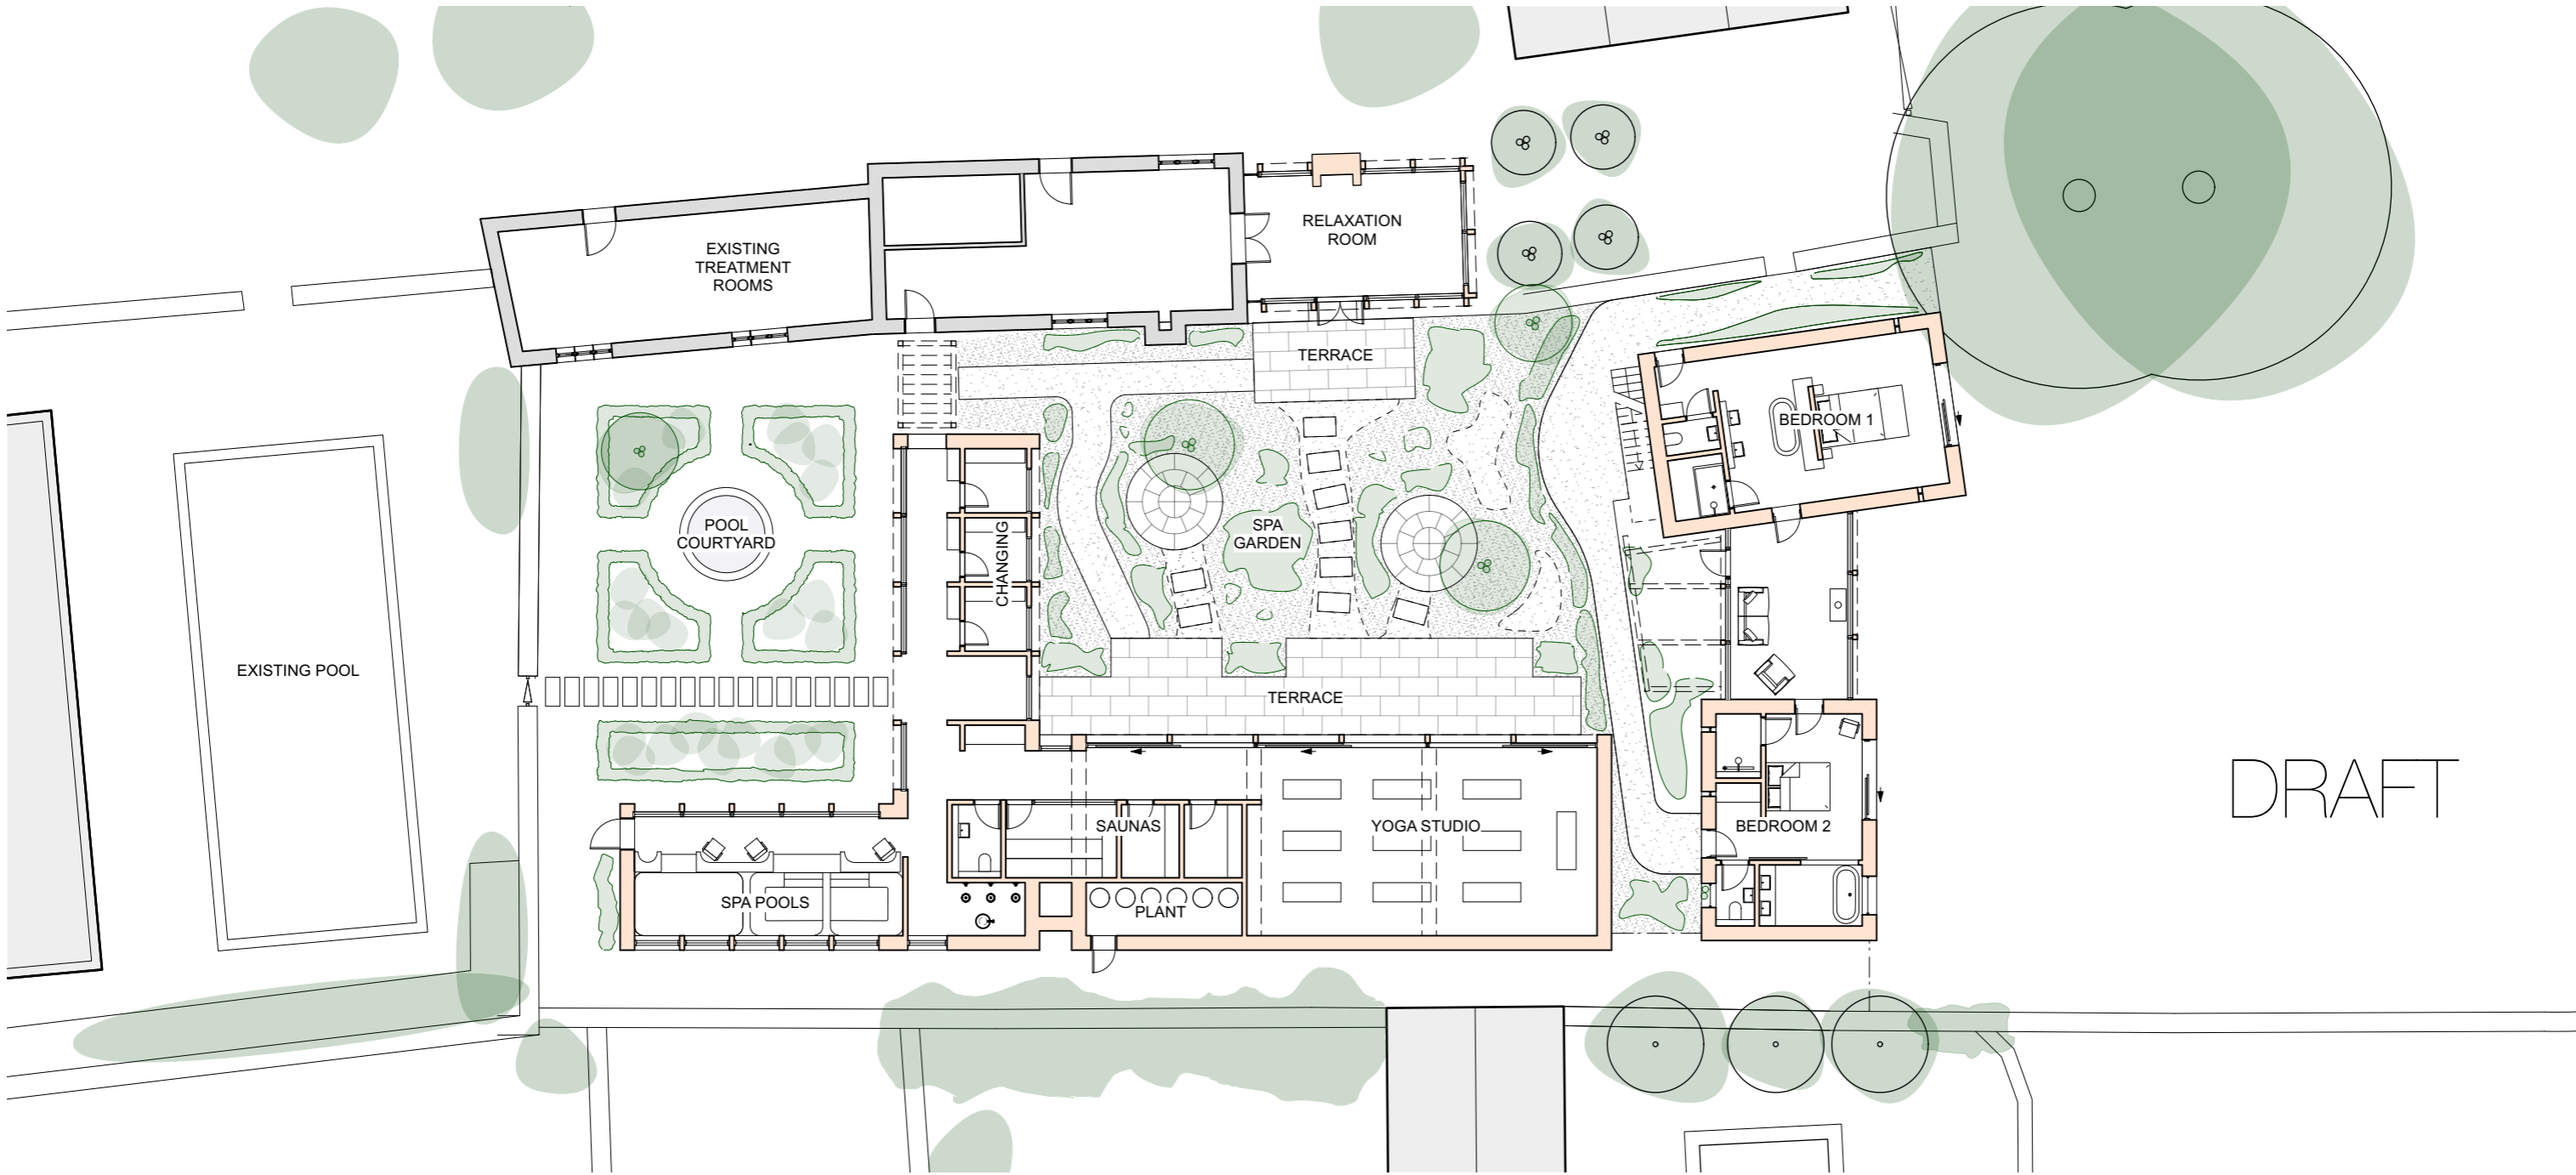 EXISTING
TREATMENT
ROOMS
RELAXATION
ROOM
TERRACE
BEDROOM 1
POOL
COURTYARD
CHANGING
SPA
GARDEN
EXISTING POOL
TERRACE
SAUNAS
YOGA STUDIO
BEDROOM 2
SPA POOLS
PLANT
DRAFT